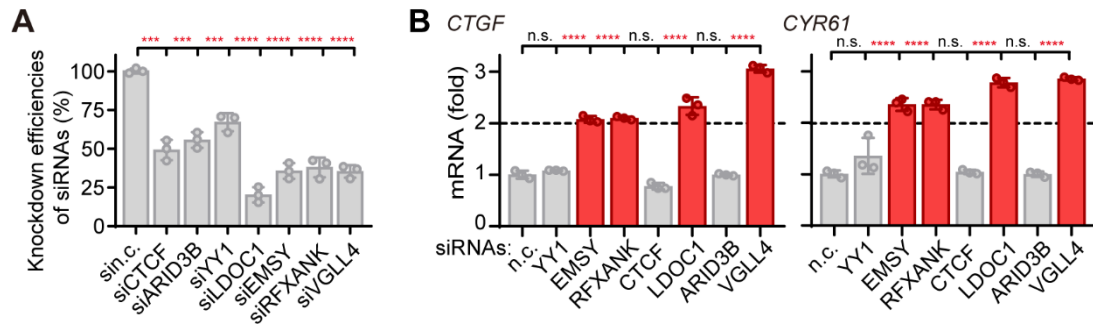 A
*** *** *** **** **** **** ****
Knockdown efficiencies
of siRNAs (%)
100
75
50
25
0
sin.c.
siCTCF
siARID3B
siYY1
siLDOC1
siEMSY
siRFXANK
siVGLL4
B
CTGF
n.s. **** **** n.s. **** n.s. ****
mRNA (fold)
3
2
1
0
siRNAs:
n.c.
YY1
EMSY
RFXANK
CTCF
LDOC1
ARID3B
VGLL4
CYR61
n.s. **** **** n.s. **** n.s. ****
n.c.
YY1
EMSY
RFXANK
CTCF
LDOC1
ARID3B
VGLL4